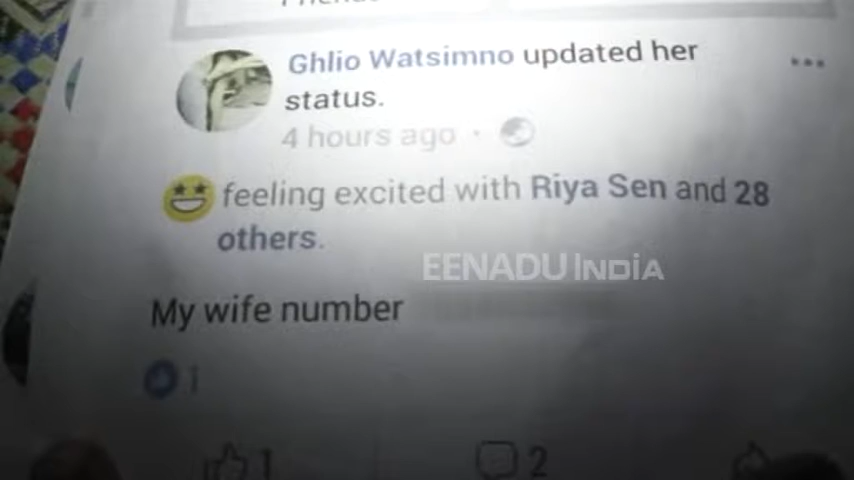 Ghlio Watsimno updated her
status.
4 hours ago ·
feeling excited with Riya Sen and 28
others.
EENADU INDIA
My wife number
1
1
2